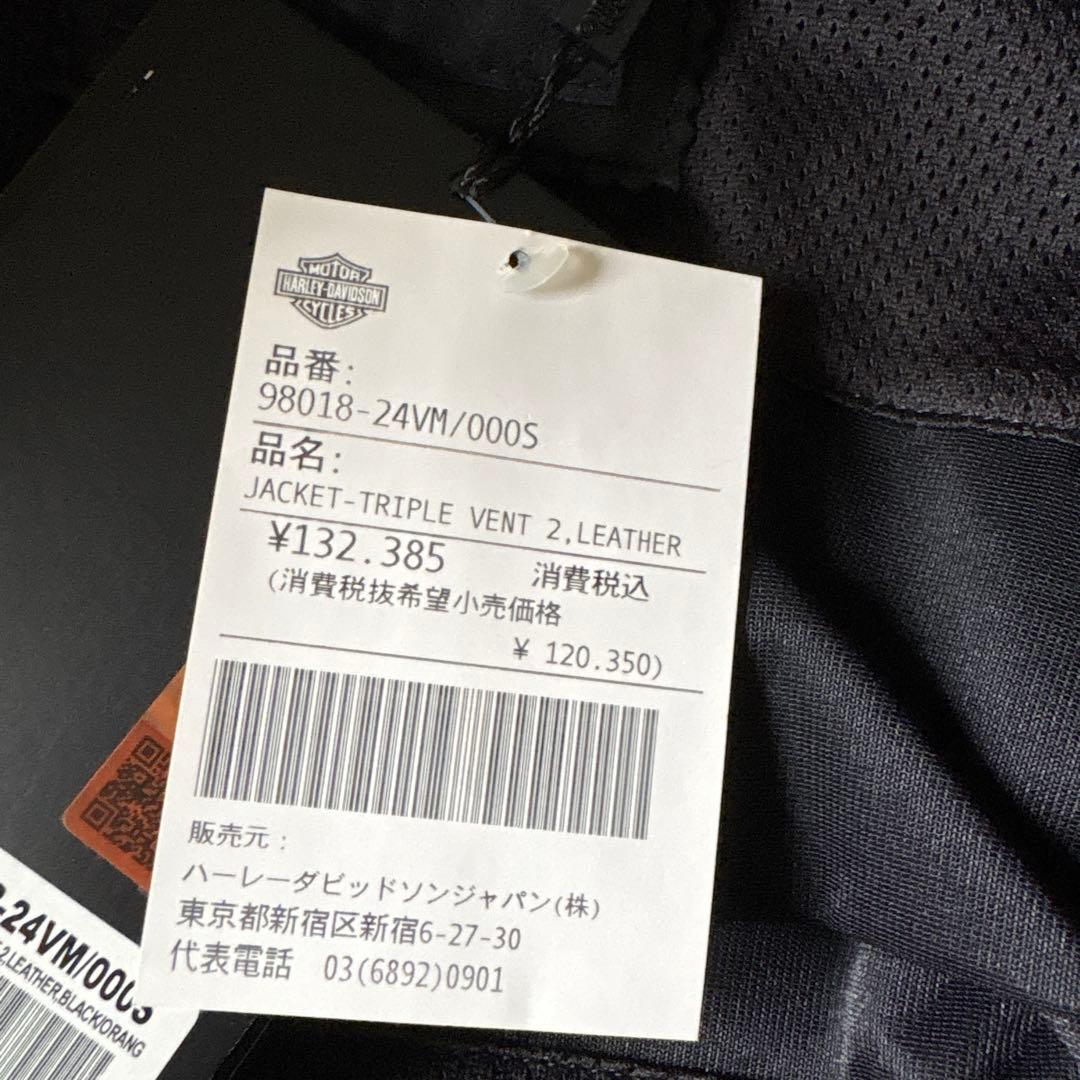 MOTOR
HARLEY-DAVIDSON
CYCLES
品番:
98018-24VM/000S
品名:
JACKET-TRIPLE VENT 2,LEATHER
¥132.385 消費税込
(消費税抜希望小売価格
¥ 120.350)
販売元:
ハーレーダビッドソンジャパン(株)
東京都新宿区新宿6-27-30
代表電話 03(6892)0901
-24VM/000S
2,LEATHER,BLACK/ORANG